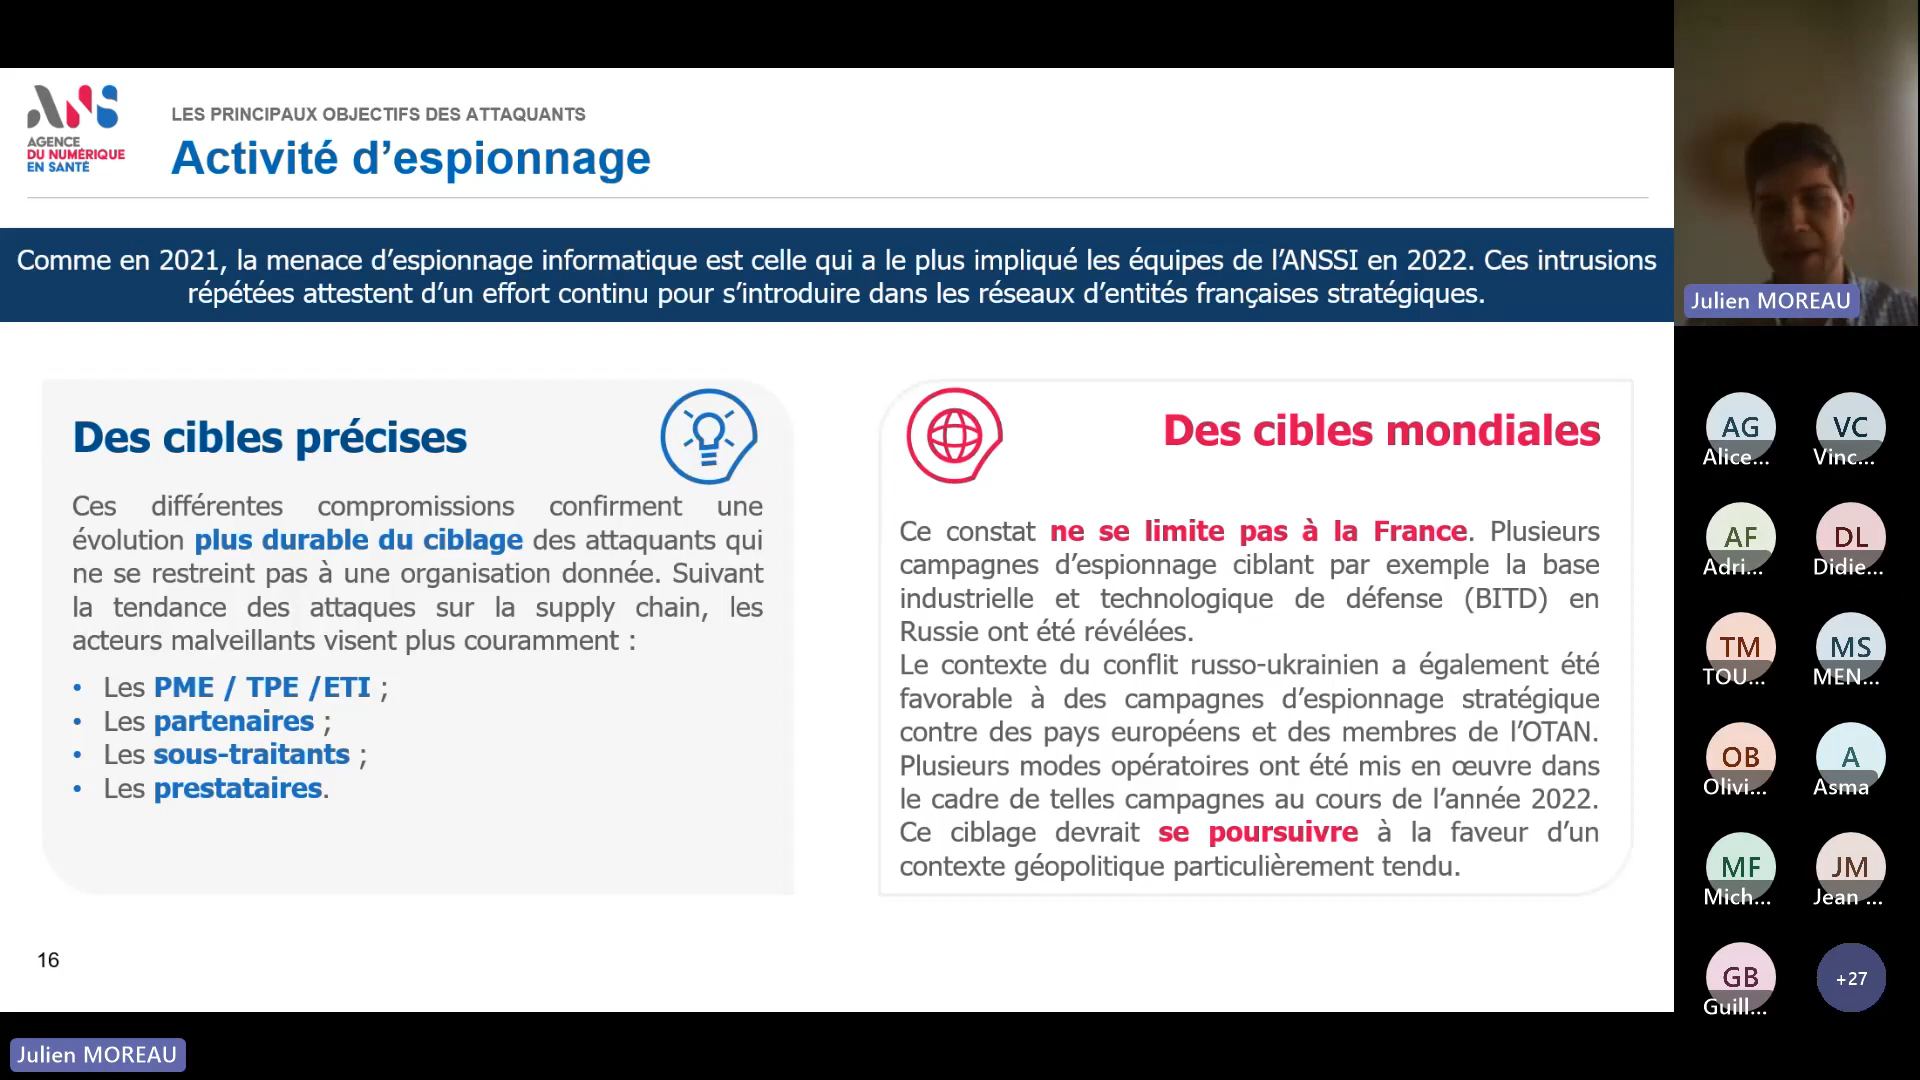 ANS
AGENCE
DU NUMÉRIQUE
EN SANTÉ
LES PRINCIPAUX OBJECTIFS DES ATTAQUANTS
Activité d’espionnage
Comme en 2021, la menace d’espionnage informatique est celle qui a le plus impliqué les équipes de l’ANSSI en 2022. Ces intrusions
répétées attestent d’un effort continu pour s’introduire dans les réseaux d’entités françaises stratégiques.
Des cibles précises
Ces différentes compromissions confirment une
évolution plus durable du ciblage des attaquants qui
ne se restreint pas à une organisation donnée. Suivant
la tendance des attaques sur la supply chain, les
acteurs malveillants visent plus couramment :
• Les PME / TPE /ETI ;
• Les partenaires ;
• Les sous-traitants ;
• Les prestataires.
Des cibles mondiales
Ce constat ne se limite pas à la France. Plusieurs
campagnes d’espionnage ciblant par exemple la base
industrielle et technologique de défense (BITD) en
Russie ont été révélées.
Le contexte du conflit russo-ukrainien a également été
favorable à des campagnes d’espionnage stratégique
contre des pays européens et des membres de l’OTAN.
Plusieurs modes opératoires ont été mis en œuvre dans
le cadre de telles campagnes au cours de l’année 2022.
Ce ciblage devrait se poursuivre à la faveur d’un
contexte géopolitique particulièrement tendu.
16
Julien MOREAU
Julien MOREAU
AG
Alice...
VC
Vinc...
AF
Adri...
DL
Didie...
TM
TOU...
MS
MEN...
OB
Olivi...
A
Asma
MF
Mich...
JM
Jean ...
GB
Guill...
+27